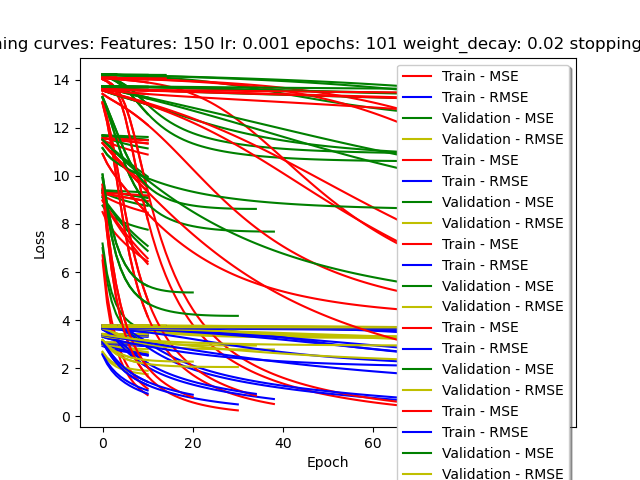 curves: Features: 150 lr: 0.001 epochs: 101 weight_decay: 0.02 stopping
14
12
10
8
6
4
2
0
Loss
0
20
40
60
Epoch
Train - MSE
Train - RMSE
Validation - MSE
Validation - RMSE
Train - MSE
Train - RMSE
Validation - MSE
Validation - RMSE
Train - MSE
Train - RMSE
Validation - MSE
Validation - RMSE
Train - MSE
Train - RMSE
Validation - MSE
Validation - RMSE
Train - MSE
Train - RMSE
Validation - MSE
Validation - RMSE